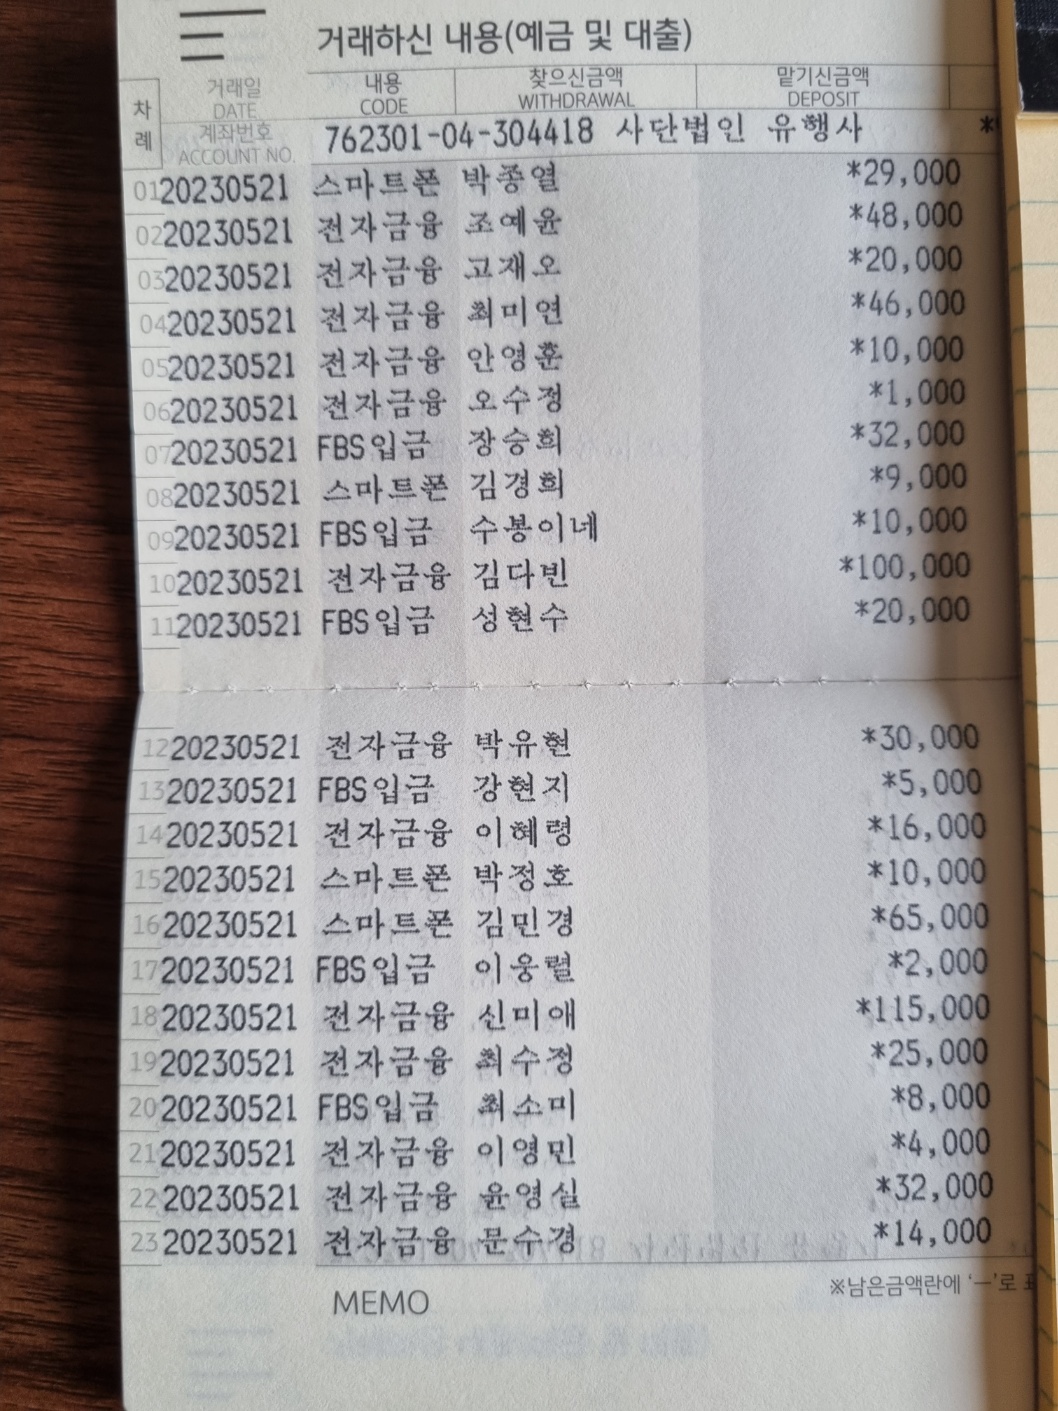 거래하신 내용(예금 및 대출)
차례 거래일 DATE 내용 CODE 찾으신금액 WITHDRAWAL 맡기신금액 DEPOSIT
계좌번호 ACCOUNT NO. 762301-04-304418 사단법인 유행사
01 20230521 스마트폰 박종열 *29,000
02 20230521 전자금융 조예윤 *48,000
03 20230521 전자금융 고재오 *20,000
04 20230521 전자금융 최미연 *46,000
05 20230521 전자금융 안영훈 *10,000
06 20230521 전자금융 오수정 *1,000
07 20230521 FBS입금 장승희 *32,000
08 20230521 스마트폰 김경희 *9,000
09 20230521 FBS입금 수봉이네 *10,000
10 20230521 전자금융 김다빈 *100,000
11 20230521 FBS입금 성현수 *20,000
12 20230521 전자금융 박유현 *30,000
13 20230521 FBS입금 강현지 *5,000
14 20230521 전자금융 이혜령 *16,000
15 20230521 스마트폰 박정호 *10,000
16 20230521 스마트폰 김민경 *65,000
17 20230521 FBS입금 이웅렬 *2,000
18 20230521 전자금융 신미애 *115,000
19 20230521 전자금융 최수정 *25,000
20 20230521 FBS입금 최소미 *8,000
21 20230521 전자금융 이영민 *4,000
22 20230521 전자금융 윤영실 *32,000
23 20230521 전자금융 문수경 *14,000
※남은금액란에 '-'로
MEMO